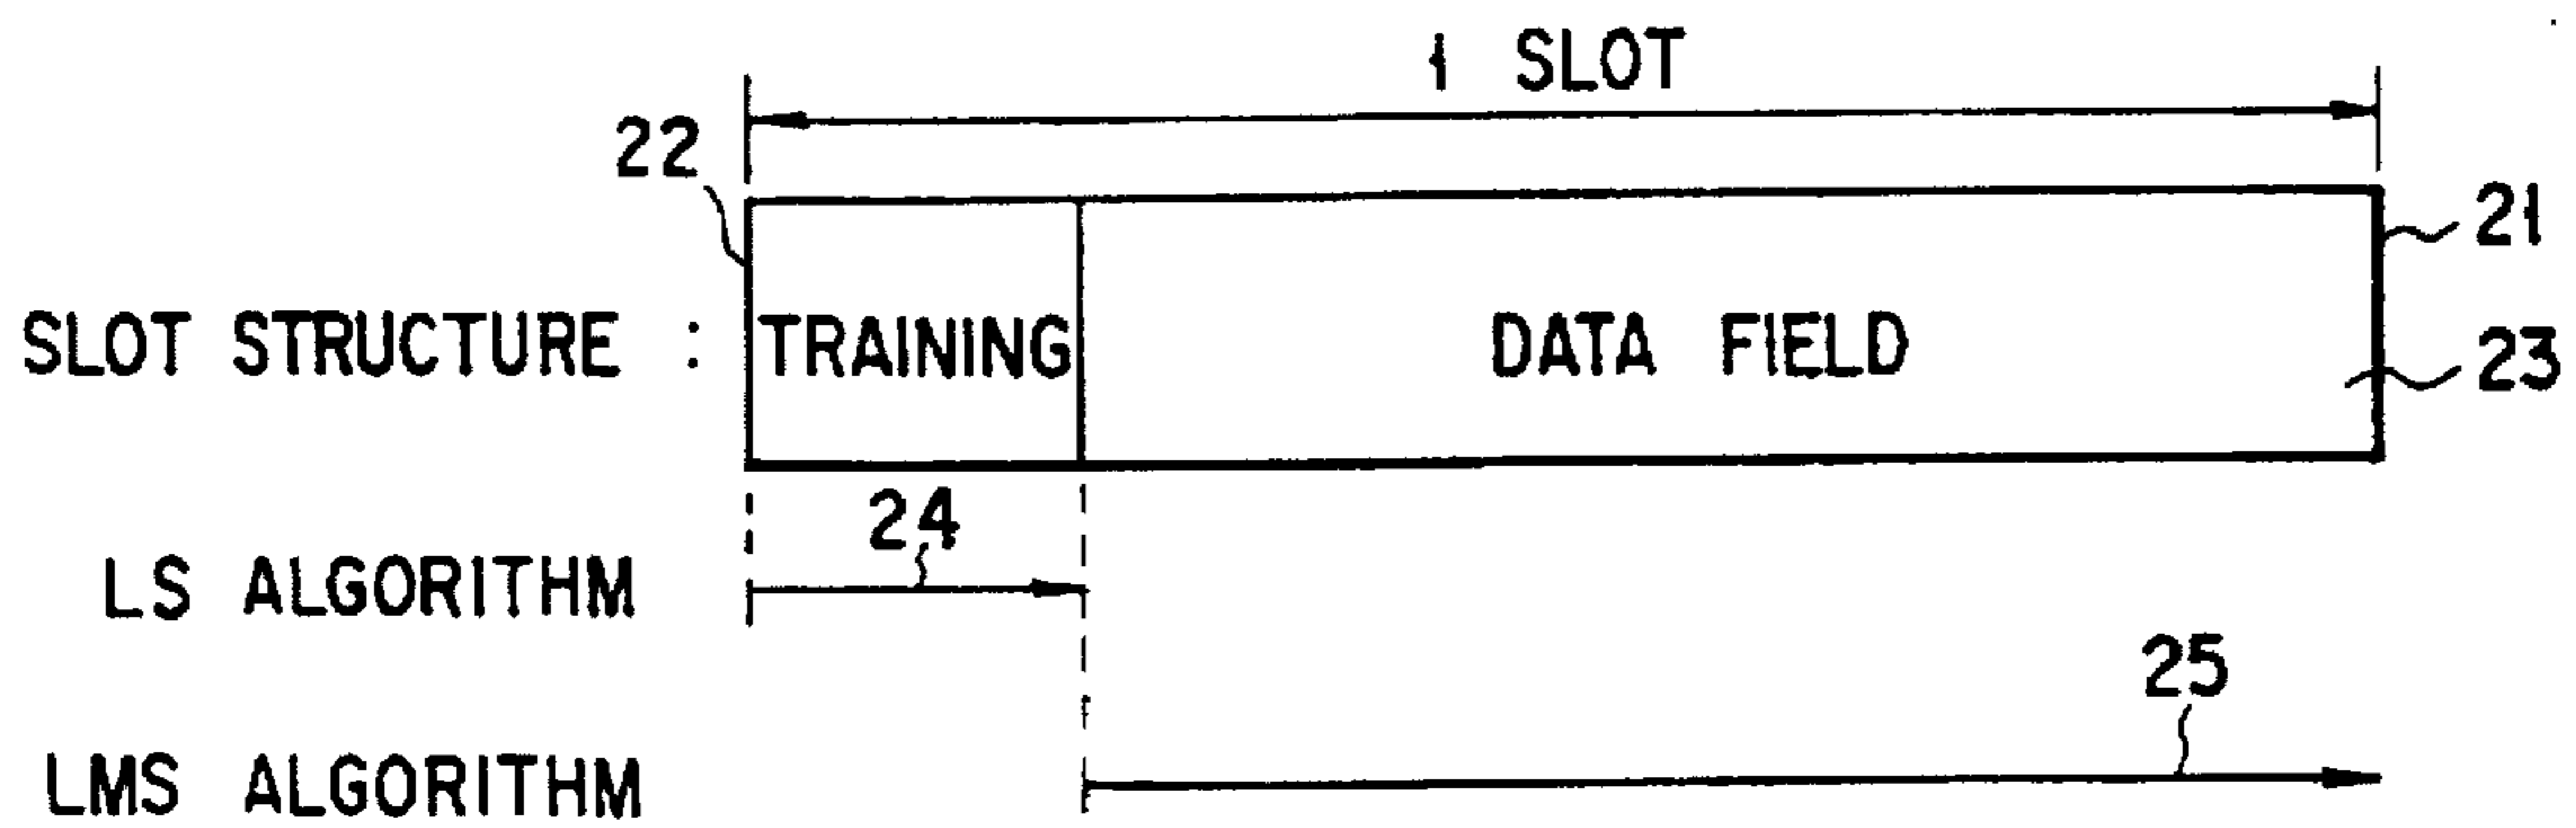 1 SLOT
22
21
SLOT STRUCTURE : TRAINING DATA FIELD 23
24
LS ALGORITHM
25
LMS ALGORITHM